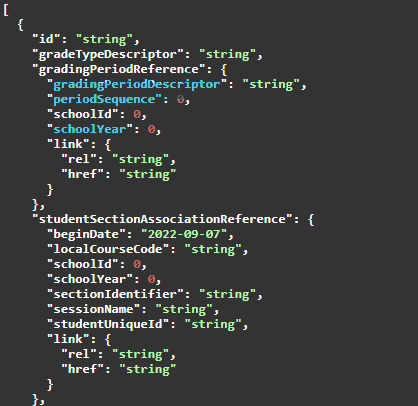 [
  {
    "id": "string",
    "gradeTypeDescriptor": "string",
    "gradingPeriodReference": {
      "gradingPeriodDescriptor": "string",
      "periodSequence": 0,
      "schoolId": 0,
      "schoolYear": 0,
      "link": {
        "rel": "string",
        "href": "string"
      }
    },
    "studentSectionAssociationReference": {
      "beginDate": "2022-09-07",
      "localCourseCode": "string",
      "schoolId": 0,
      "schoolYear": 0,
      "sectionIdentifier": "string",
      "sessionName": "string",
      "studentUniqueId": "string",
      "link": {
        "rel": "string",
        "href": "string"
      }
    },